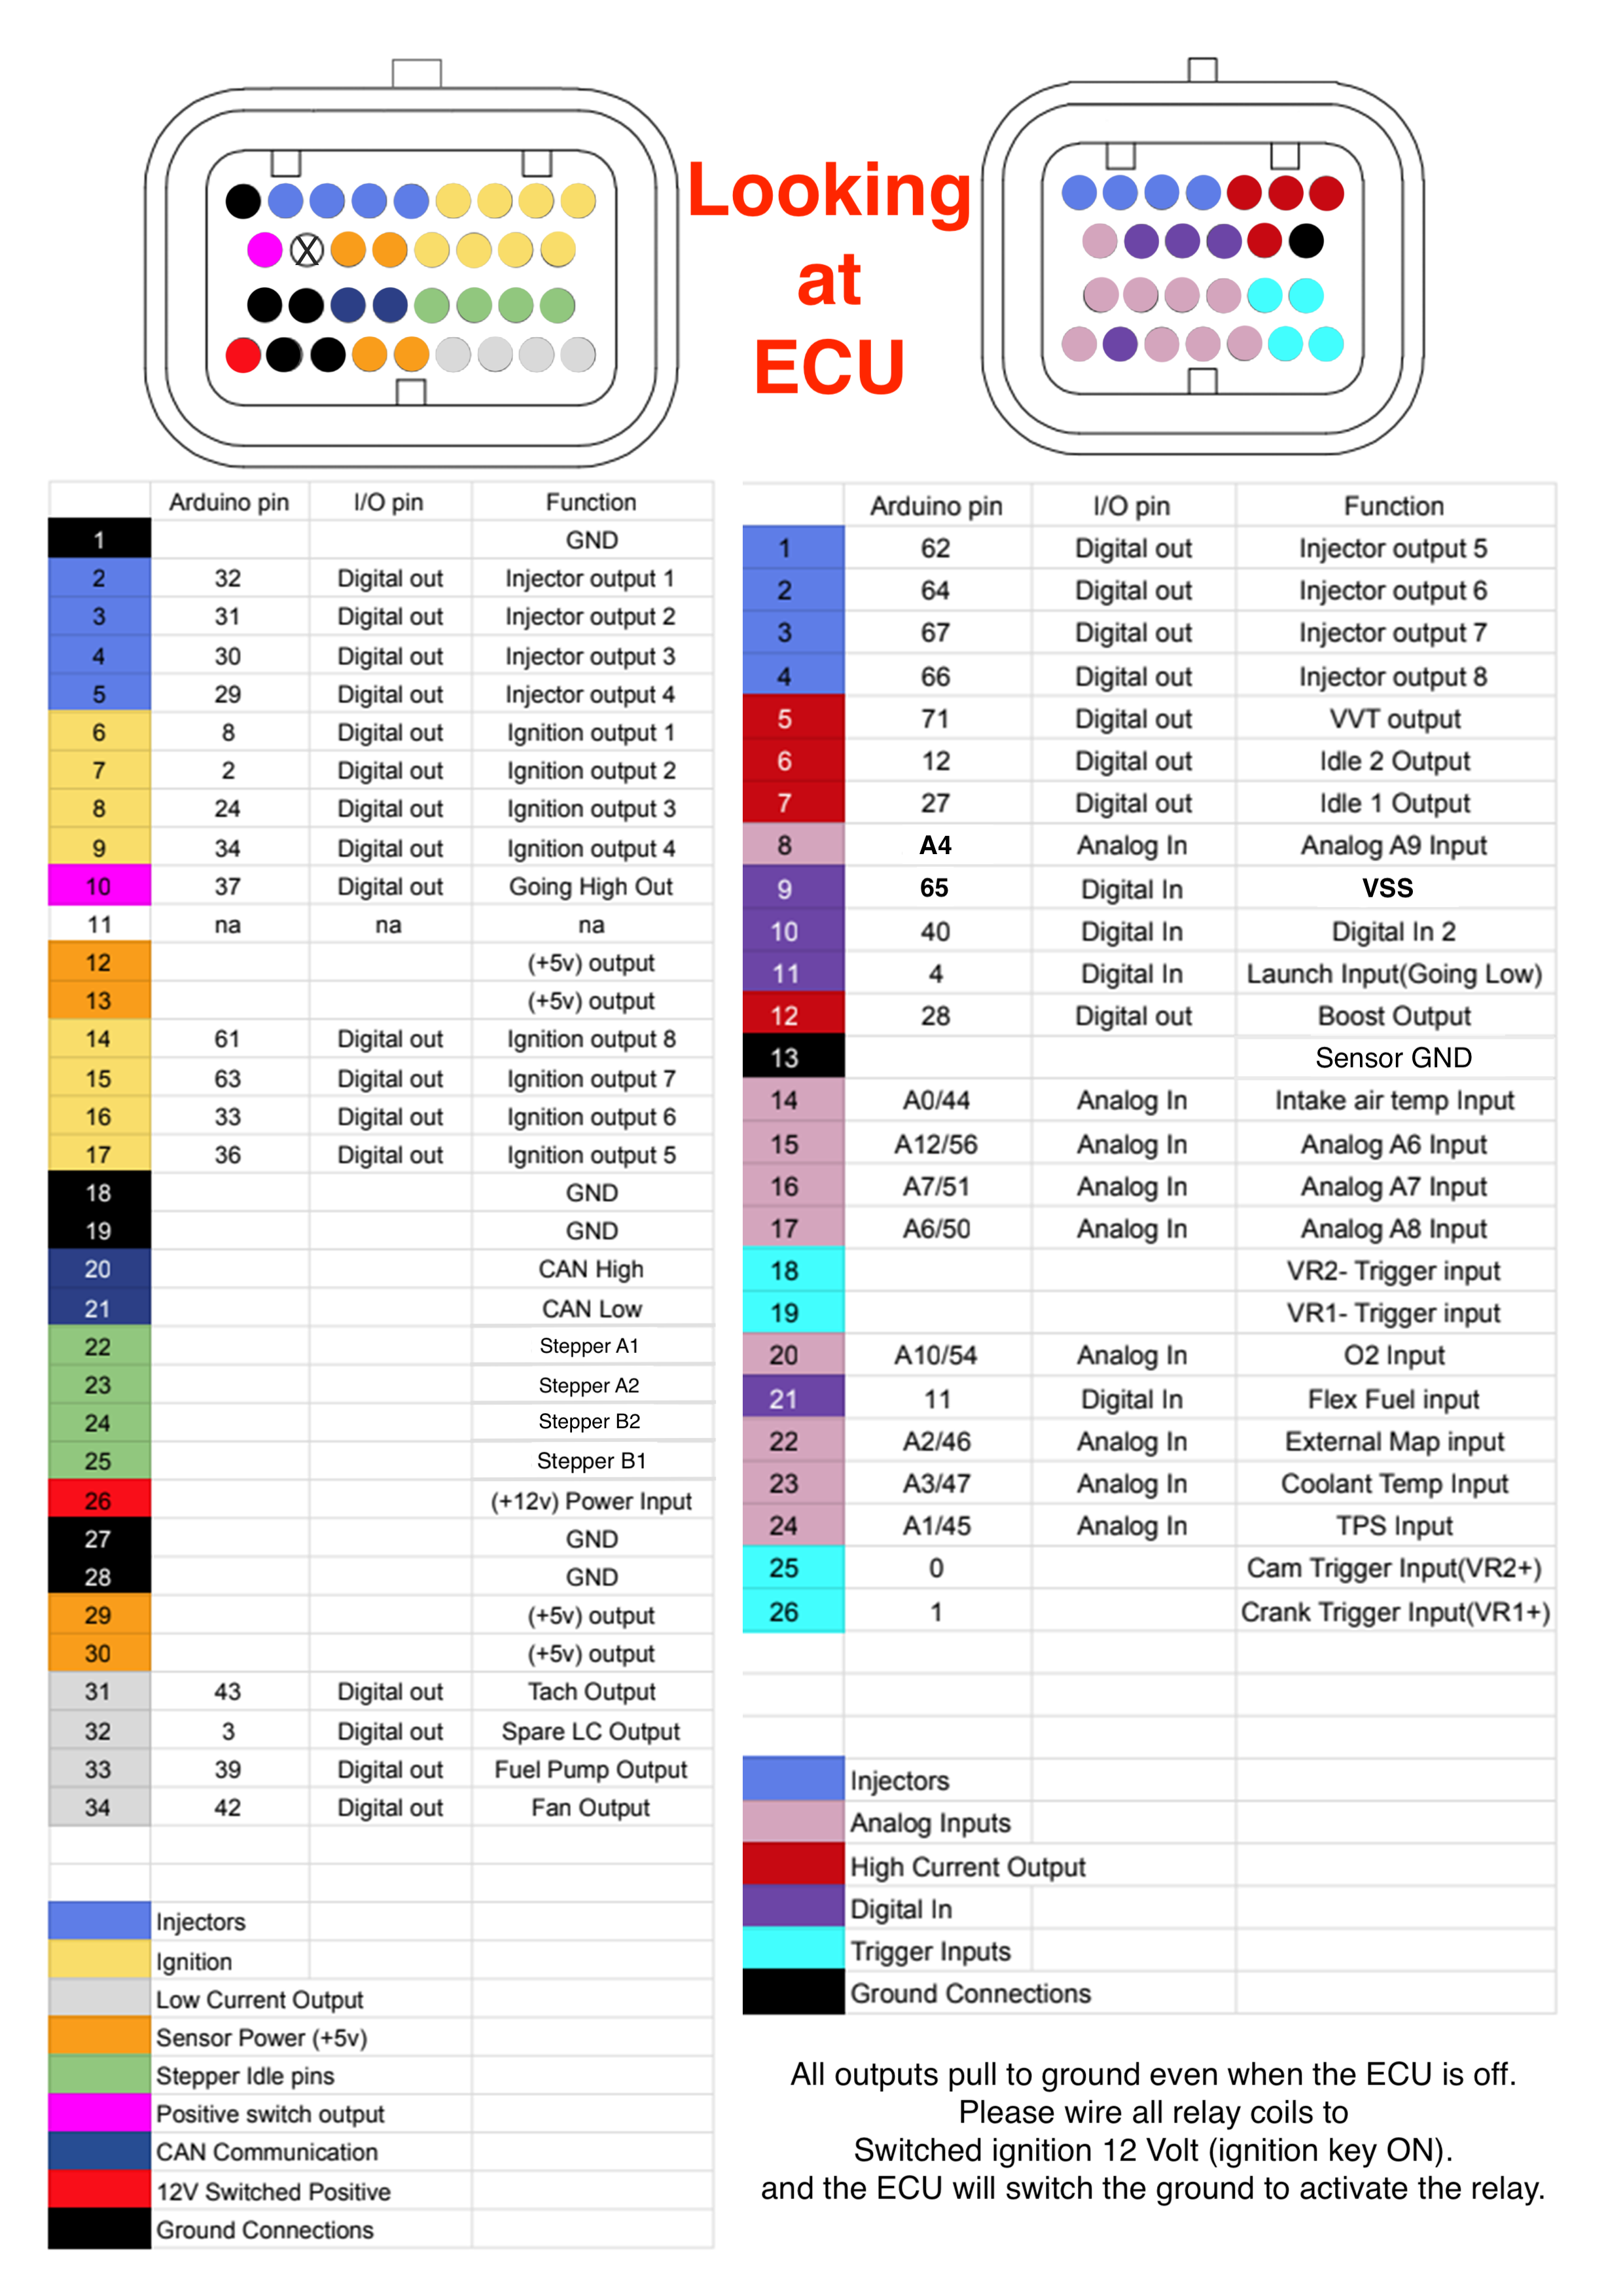 Looking
at
ECU
Arduino pin I/O pin Function
1 GND
2 32 Digital out Injector output 1
3 31 Digital out Injector output 2
4 30 Digital out Injector output 3
5 29 Digital out Injector output 4
6 8 Digital out Ignition output 1
7 2 Digital out Ignition output 2
8 24 Digital out Ignition output 3
9 34 Digital out Ignition output 4
10 37 Digital out Going High Out
11 na na na
12 (+5v) output
13 (+5v) output
14 61 Digital out Ignition output 8
15 63 Digital out Ignition output 7
16 33 Digital out Ignition output 6
17 36 Digital out Ignition output 5
18 GND
19 GND
20 CAN High
21 CAN Low
22 Stepper A1
23 Stepper A2
24 Stepper B2
25 Stepper B1
26 (+12v) Power Input
27 GND
28 GND
29 (+5v) output
30 (+5v) output
31 43 Digital out Tach Output
32 3 Digital out Spare LC Output
33 39 Digital out Fuel Pump Output
34 42 Digital out Fan Output
Injectors
Ignition
Low Current Output
Sensor Power (+5v)
Stepper Idle pins
Positive switch output
CAN Communication
12V Switched Positive
Ground Connections
Arduino pin I/O pin Function
1 62 Digital out Injector output 5
2 64 Digital out Injector output 6
3 67 Digital out Injector output 7
4 66 Digital out Injector output 8
5 71 Digital out VVT output
6 12 Digital out Idle 2 Output
7 27 Digital out Idle 1 Output
8 A4 Analog In Analog A9 Input
9 65 Digital In VSS
10 40 Digital In Digital In 2
11 4 Digital In Launch Input(Going Low)
12 28 Digital out Boost Output
13 Sensor GND
14 A0/44 Analog In Intake air temp Input
15 A12/56 Analog In Analog A6 Input
16 A7/51 Analog In Analog A7 Input
17 A6/50 Analog In Analog A8 Input
18 VR2- Trigger input
19 VR1- Trigger input
20 A10/54 Analog In O2 Input
21 11 Digital In Flex Fuel input
22 A2/46 Analog In External Map input
23 A3/47 Analog In Coolant Temp Input
24 A1/45 Analog In TPS Input
25 0 Cam Trigger Input(VR2+)
26 1 Crank Trigger Input(VR1+)
Injectors
Analog Inputs
High Current Output
Digital In
Trigger Inputs
Ground Connections
All outputs pull to ground even when the ECU is off.
Please wire all relay coils to
Switched ignition 12 Volt (ignition key ON).
and the ECU will switch the ground to activate the relay.